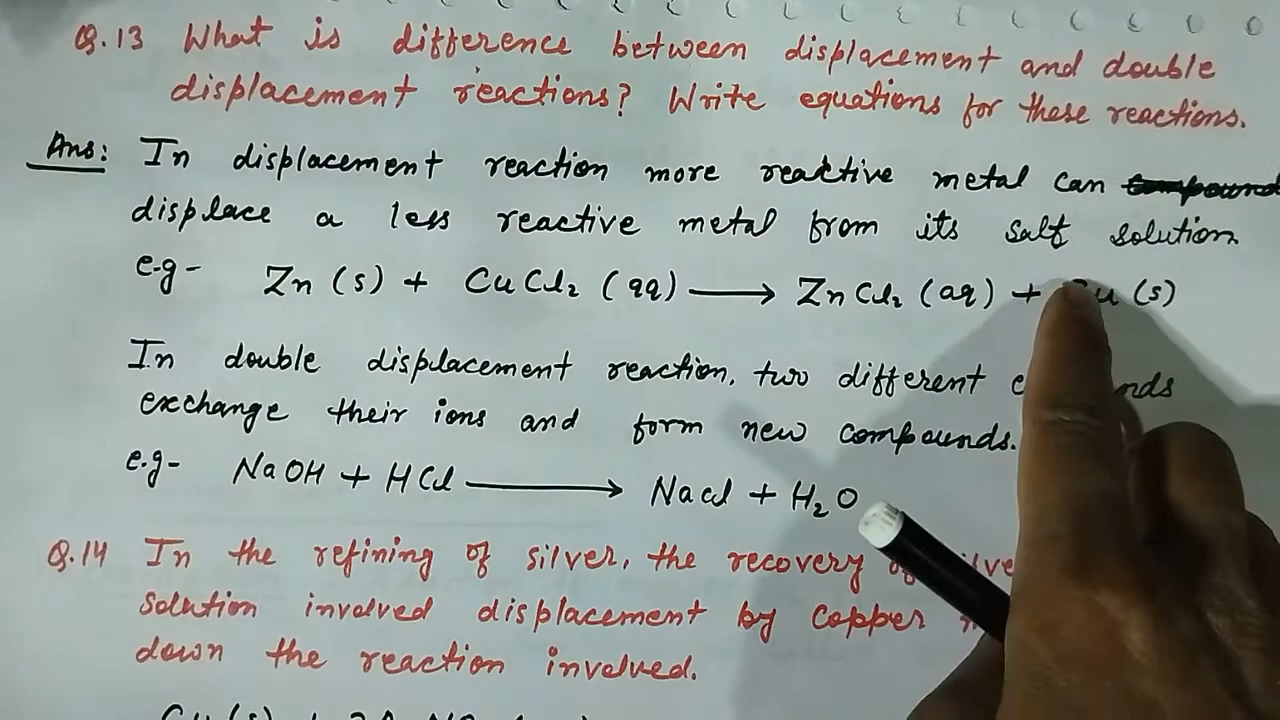 Q.13 What is difference between displacement and double
displacement reactions? Write equations for these reactions.
Ans: In displacement reaction more reactive metal can
displace a less reactive metal from its salt solution.
e.g- Zn (s) + CuCl₂ (aq) ⟶ ZnCl₂ (aq) + Cu (s)
In double displacement reaction, two different
exchange their ions and form new compounds.
e.g- NaOH + HCl ⟶ Nacl + H₂O
Q.14 In the refining of silver, the recovery
solution involved displacement by copper
down the reaction involved.
Cu(s) +